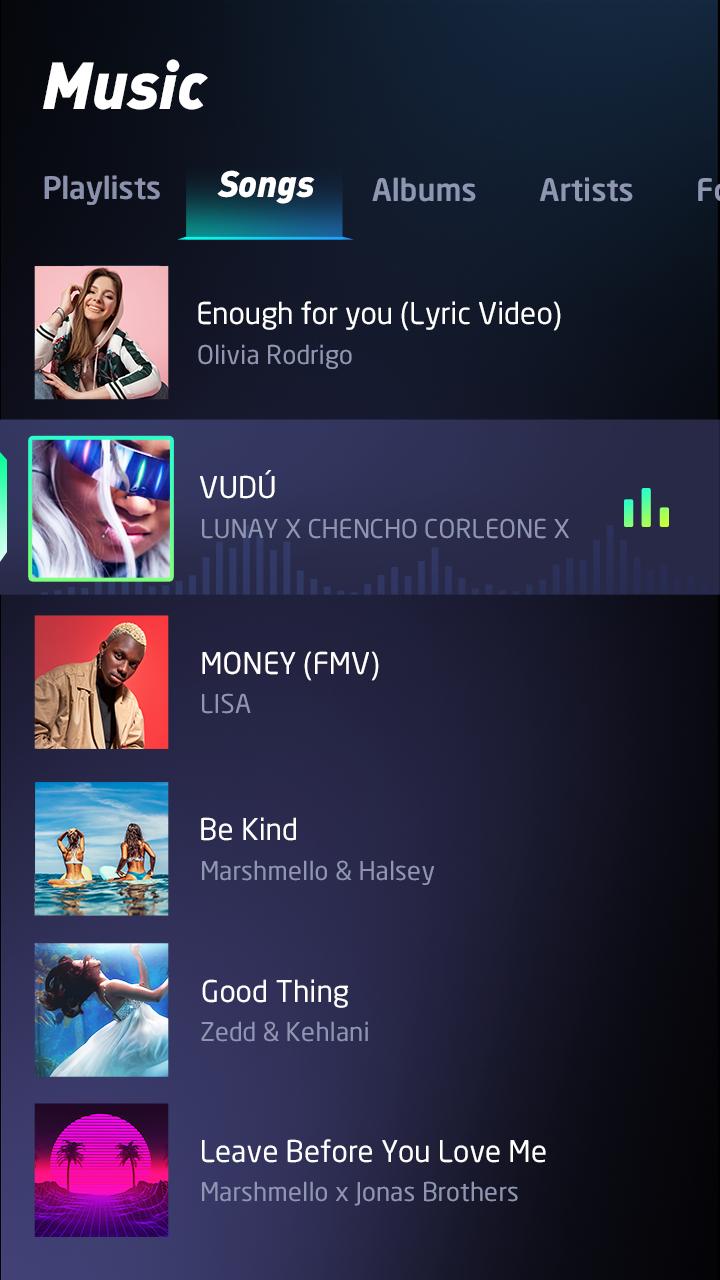 Music
Playlists Songs Albums Artists Fo
Enough for you (Lyric Video)
Olivia Rodrigo
VUDÚ
LUNAY X CHENCHO CORLEONE X
MONEY (FMV)
LISA
Be Kind
Marshmello & Halsey
Good Thing
Zedd & Kehlani
Leave Before You Love Me
Marshmello x Jonas Brothers